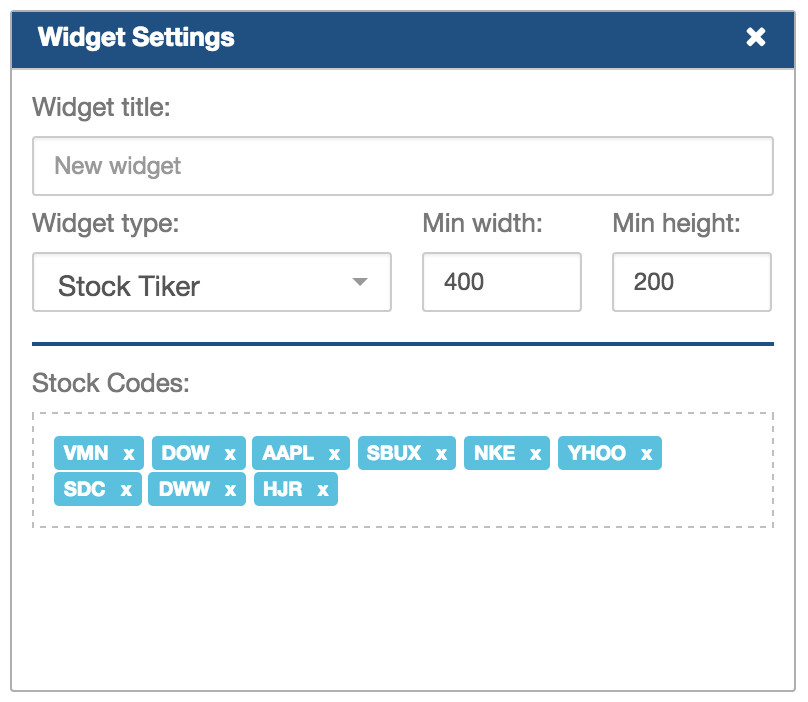 Widget Settings ✖
Widget title:
New widget
Widget type: Min width: Min height:
Stock Tiker 400 200
Stock Codes:
VMN x DOW x AAPL x SBUX x NKE x YHOO x
SDC x DWW x HJR x